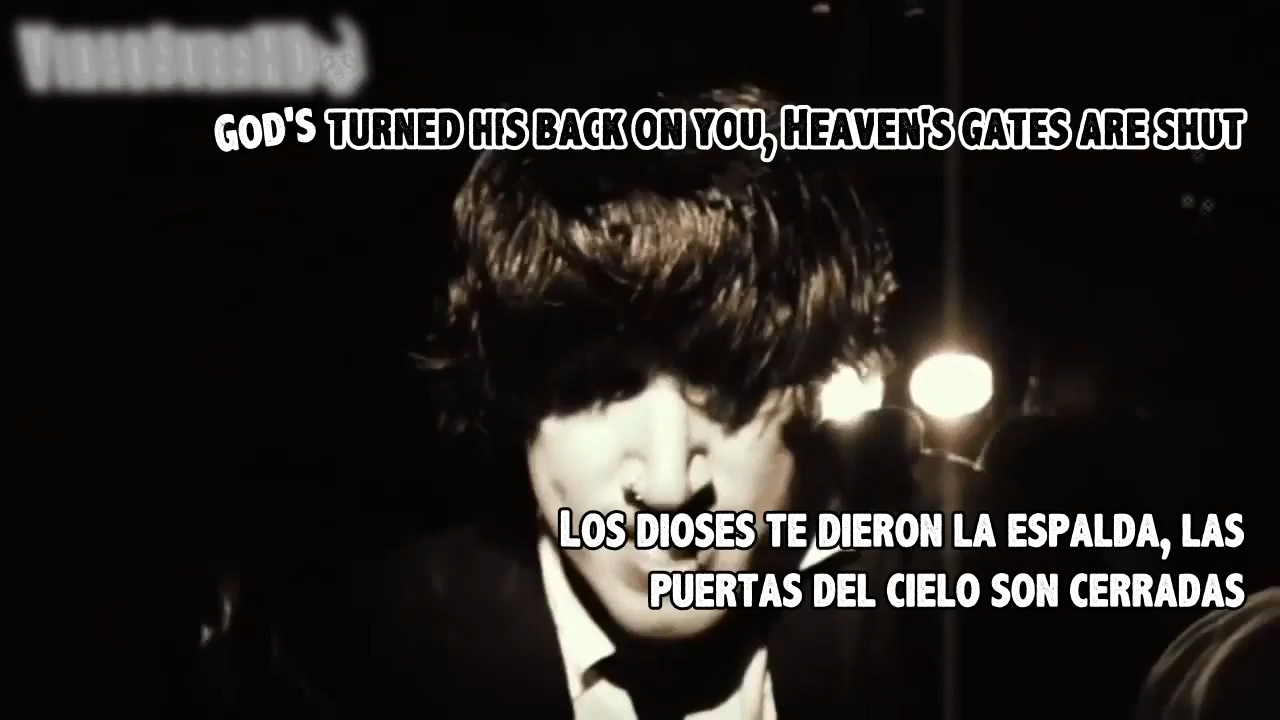 God's turned his back on you, Heaven's gates are shut
Los dioses te dieron la espalda, las
puertas del cielo son cerradas